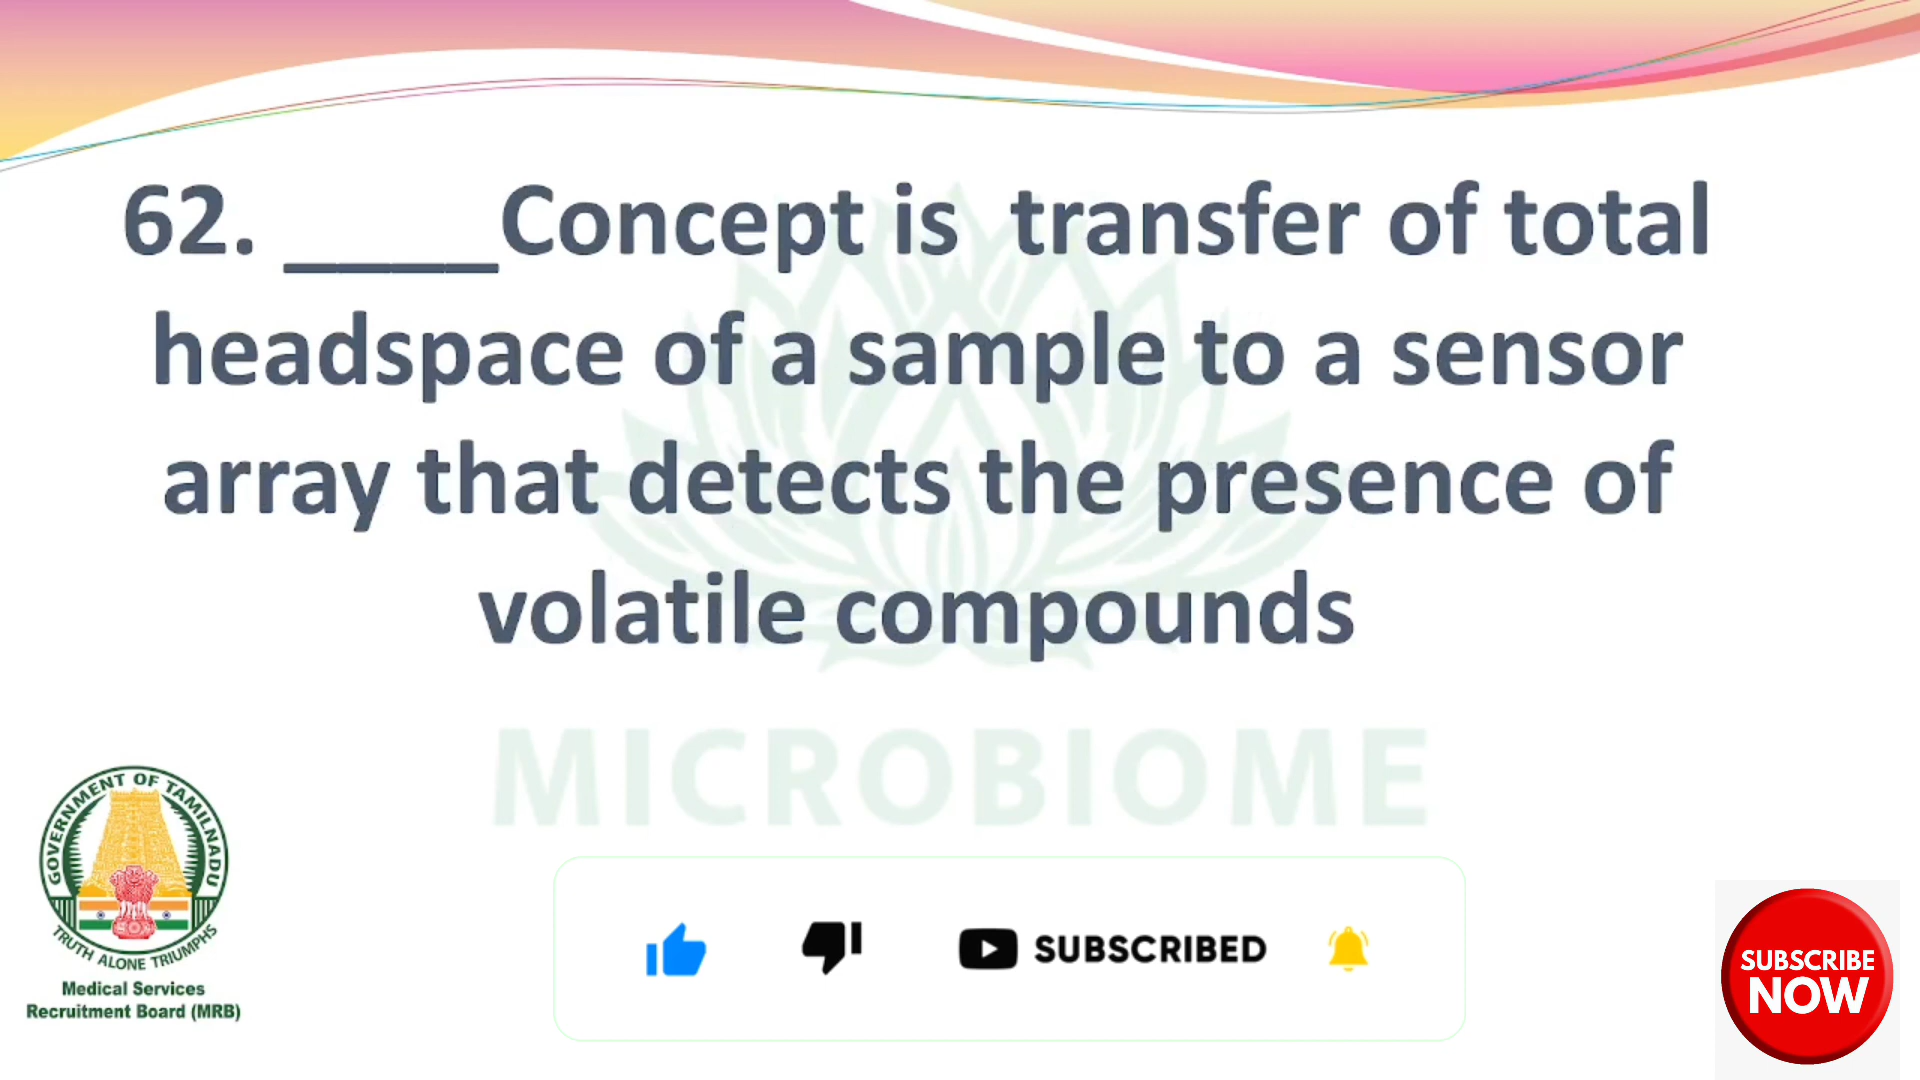 62. ____Concept is transfer of total
headspace of a sample to a sensor
array that detects the presence of
volatile compounds
MICROBIOME
GOVERNMENT OF TAMILNADU
TRUTH ALONE TRIUMPHS
Medical Services
Recruitment Board (MRB)
SUBSCRIBED
SUBSCRIBE
NOW